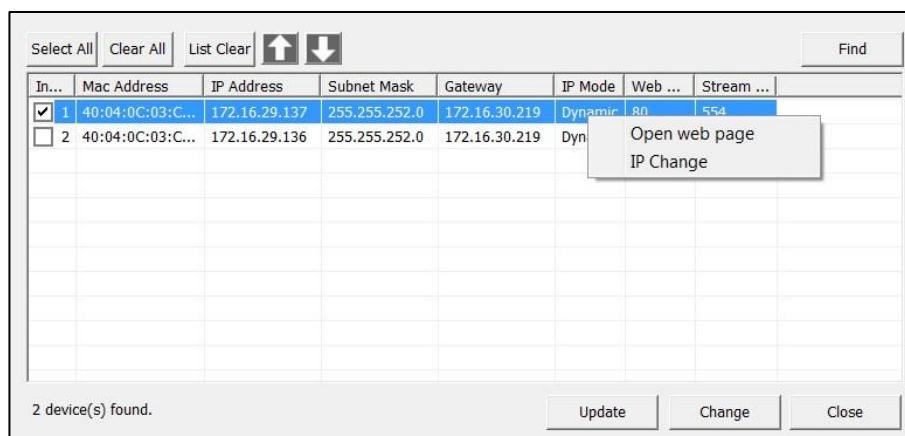 Select All Clear All List Clear Find
In... Mac Address IP Address Subnet Mask Gateway IP Mode Web ... Stream ...
1 40:04:0C:03:C... 172.16.29.137 255.255.252.0 172.16.30.219 Dynamic 80 554
2 40:04:0C:03:C... 172.16.29.136 255.255.252.0 172.16.30.219 Dyn
Open web page
IP Change
2 device(s) found. Update Change Close